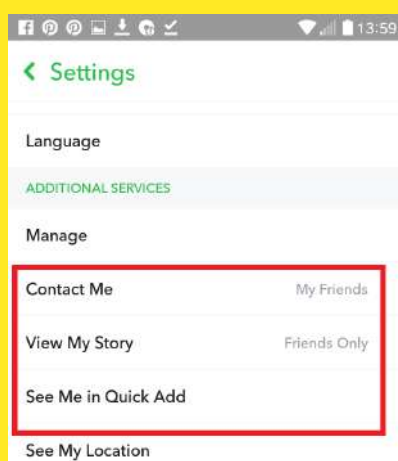 13:59
Settings
Language
ADDITIONAL SERVICES
Manage
Contact Me My Friends
View My Story Friends Only
See Me in Quick Add
See My Location